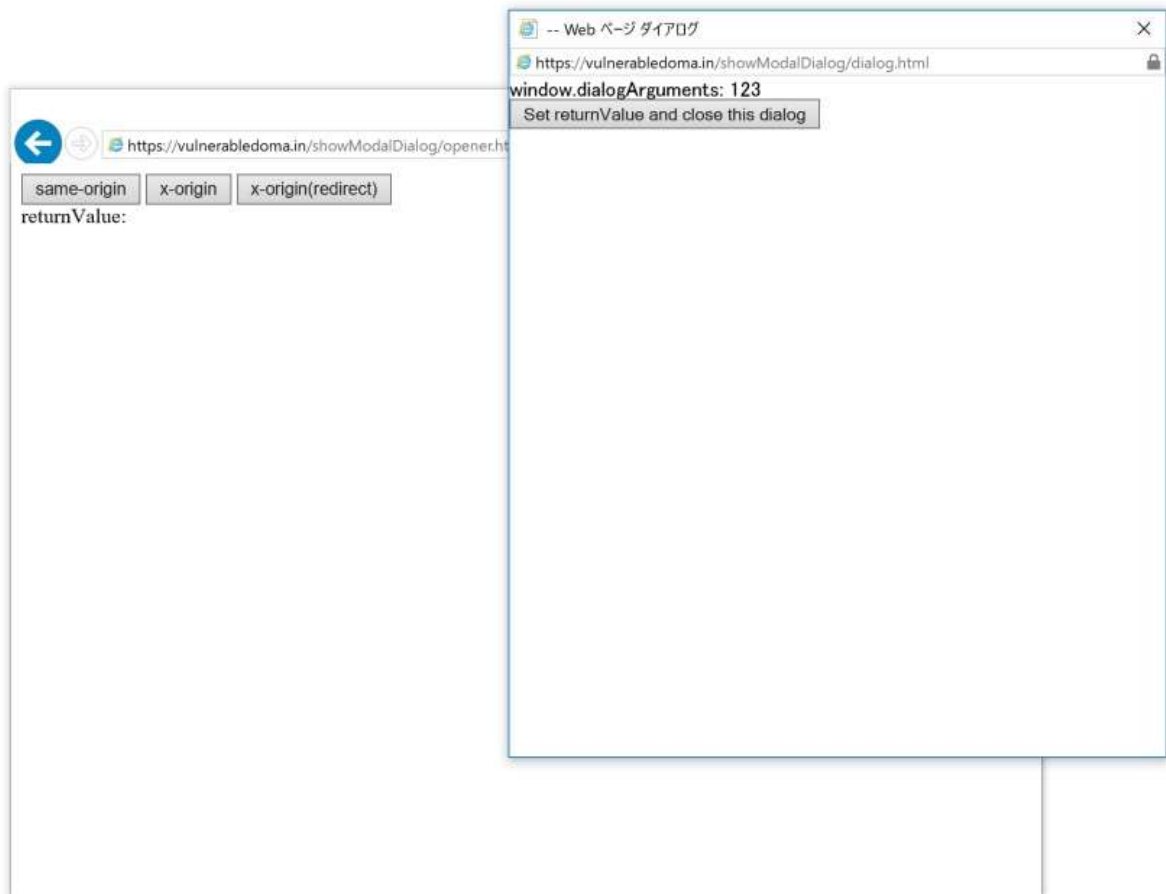 -- Web ページ ダイアログ
https://vulnerabledoma.in/showModalDialog/dialog.html
window.dialogArguments: 123
Set returnValue and close this dialog
https://vulnerabledoma.in/showModalDialog/opener.ht
same-origin x-origin x-origin(redirect)
returnValue: